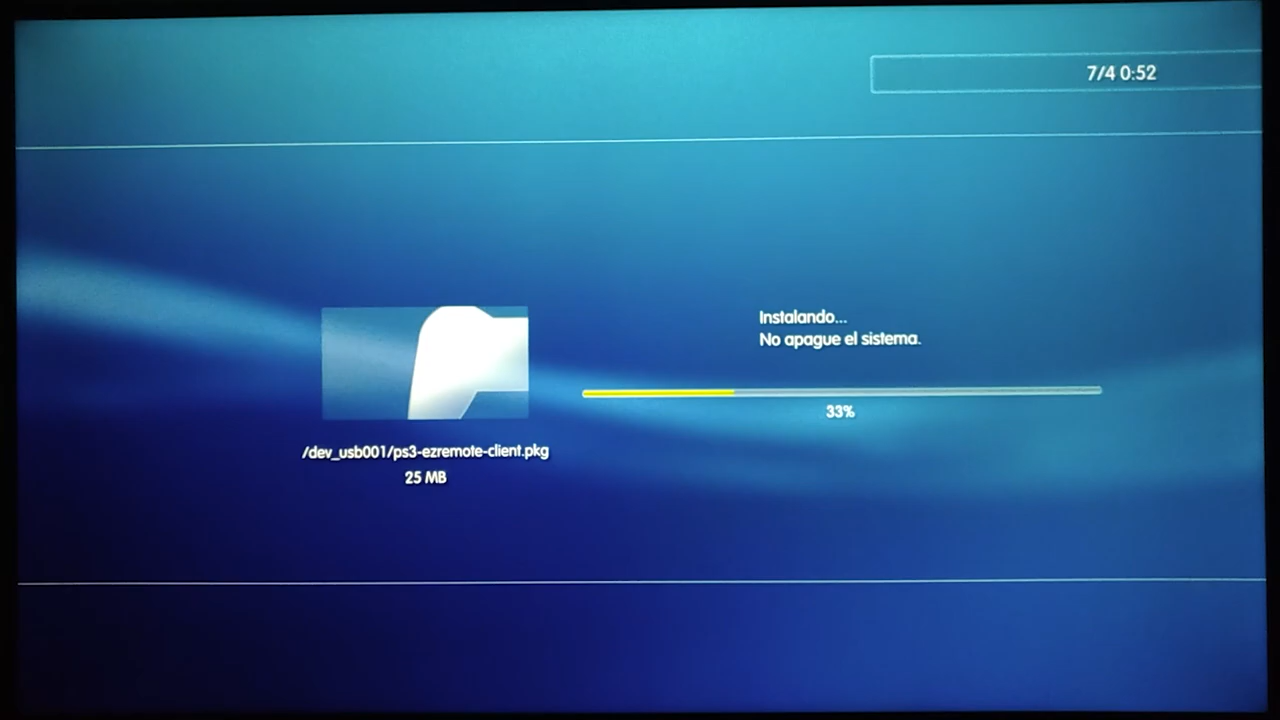 7/4 0:52
Instalando...
No apague el sistema.
33%
/dev_usb001/ps3-ezremote-client.pkg
25 MB